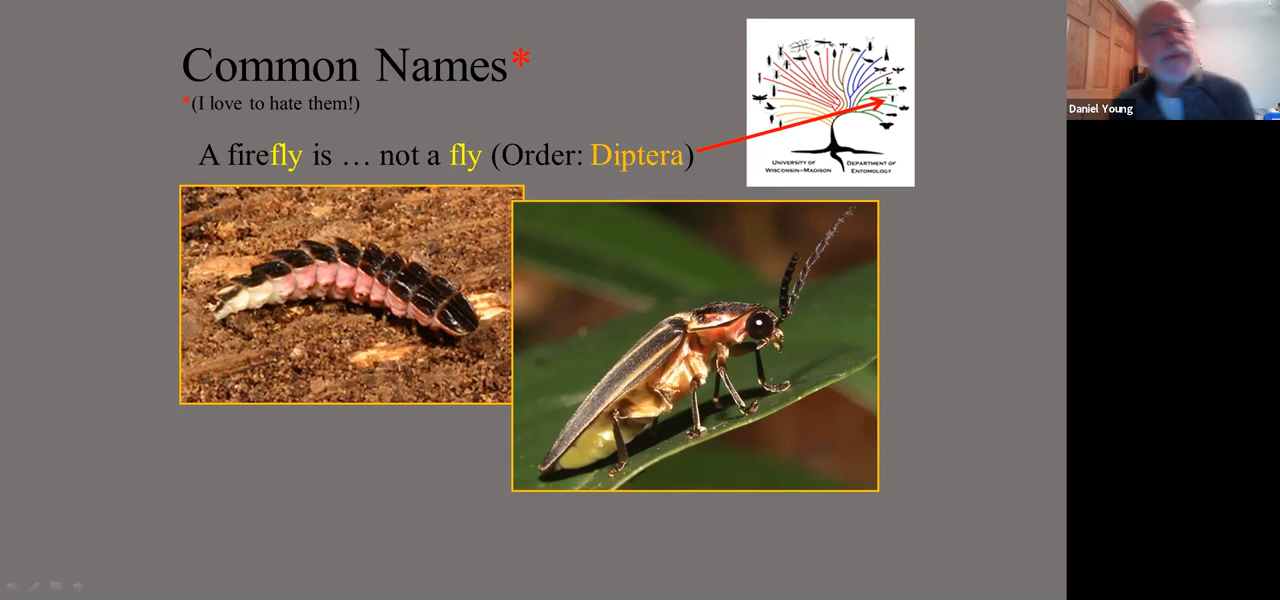 Common Names*
*(I love to hate them!)
A firefly is … not a fly (Order: Diptera)
UNIVERSITY OF WISCONSIN–MADISON
DEPARTMENT OF ENTOMOLOGY
Daniel Young